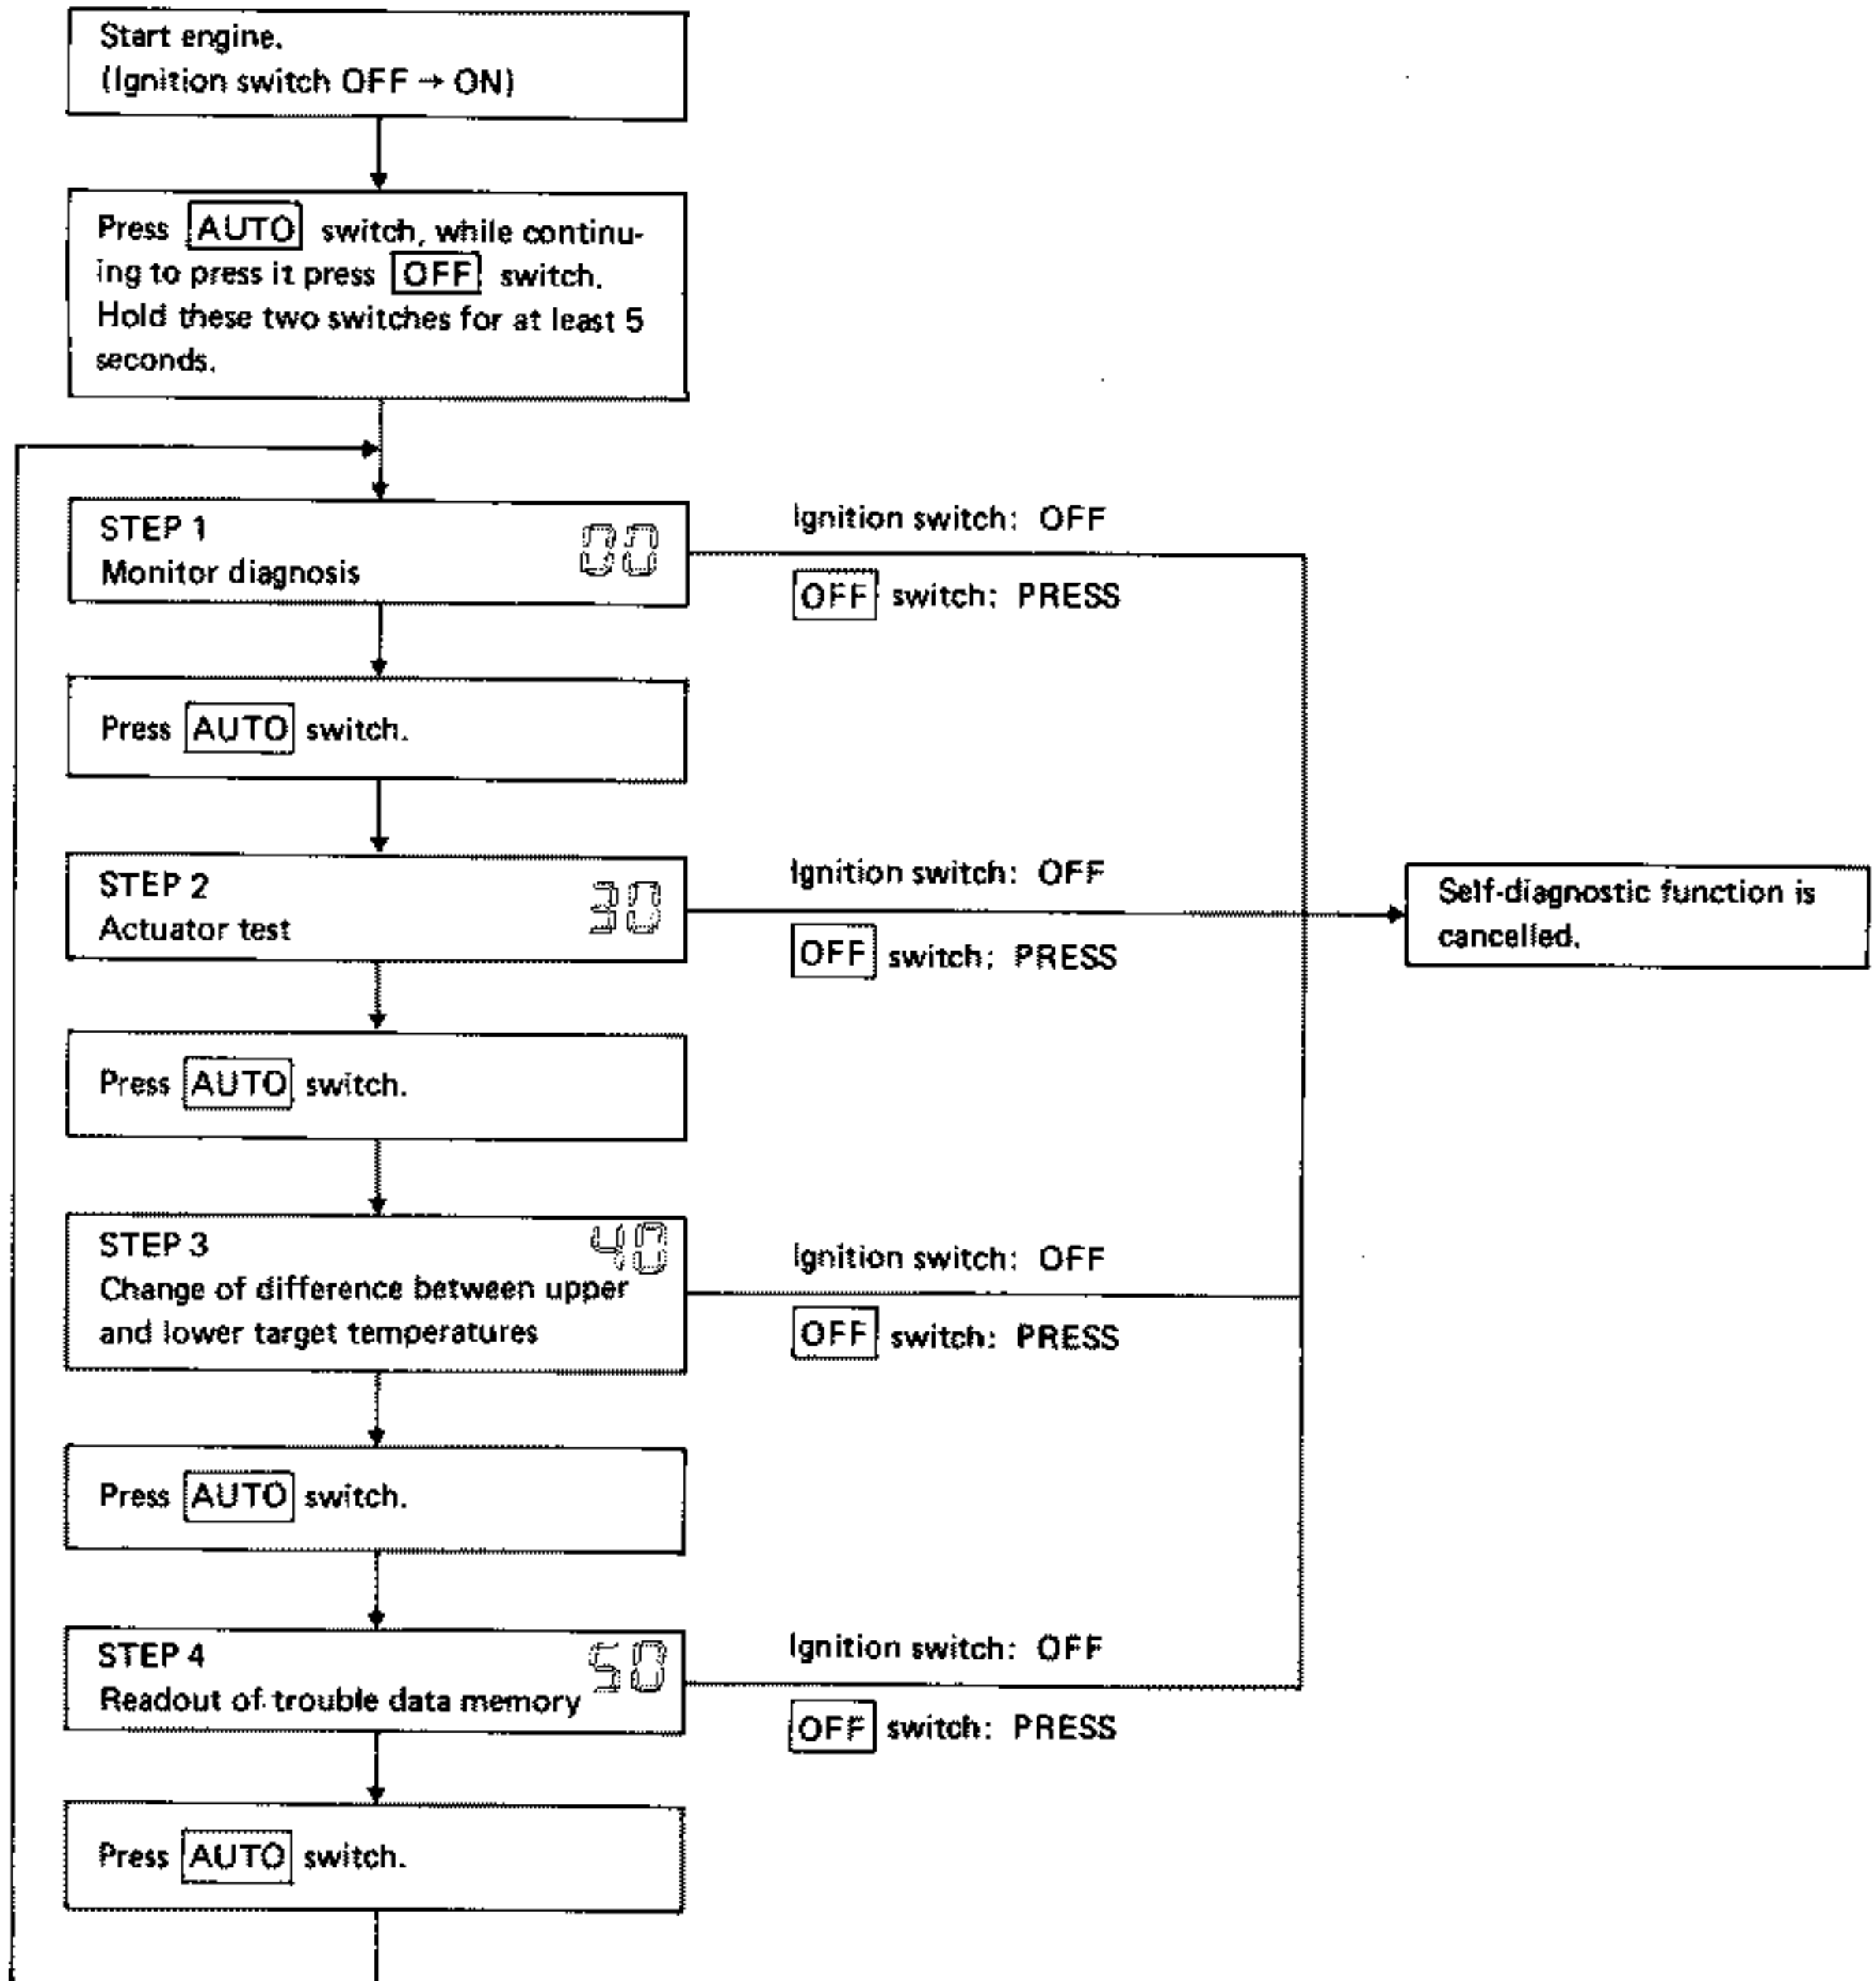 Start engine.
(Ignition switch OFF → ON)
Press AUTO switch, while continu-
ing to press it press OFF switch.
Hold these two switches for at least 5
seconds.
STEP 1 00
Monitor diagnosis
Ignition switch: OFF
OFF switch: PRESS
Press AUTO switch.
STEP 2 30
Actuator test
Ignition switch: OFF
OFF switch: PRESS
Self-diagnostic function is
cancelled.
Press AUTO switch.
STEP 3 40
Change of difference between upper
and lower target temperatures
Ignition switch: OFF
OFF switch: PRESS
Press AUTO switch.
STEP 4 50
Readout of trouble data memory
Ignition switch: OFF
OFF switch: PRESS
Press AUTO switch.